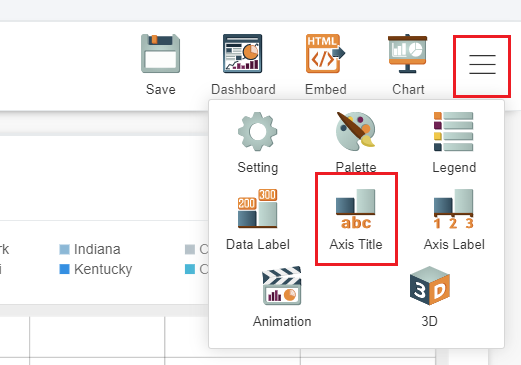 HTML
Save Dashboard Embed Chart
Setting Palette Legend
200 300
abc
1 2 3
Data Label Axis Title Axis Label
rk Indiana C
i Kentucky C
3D
Animation 3D